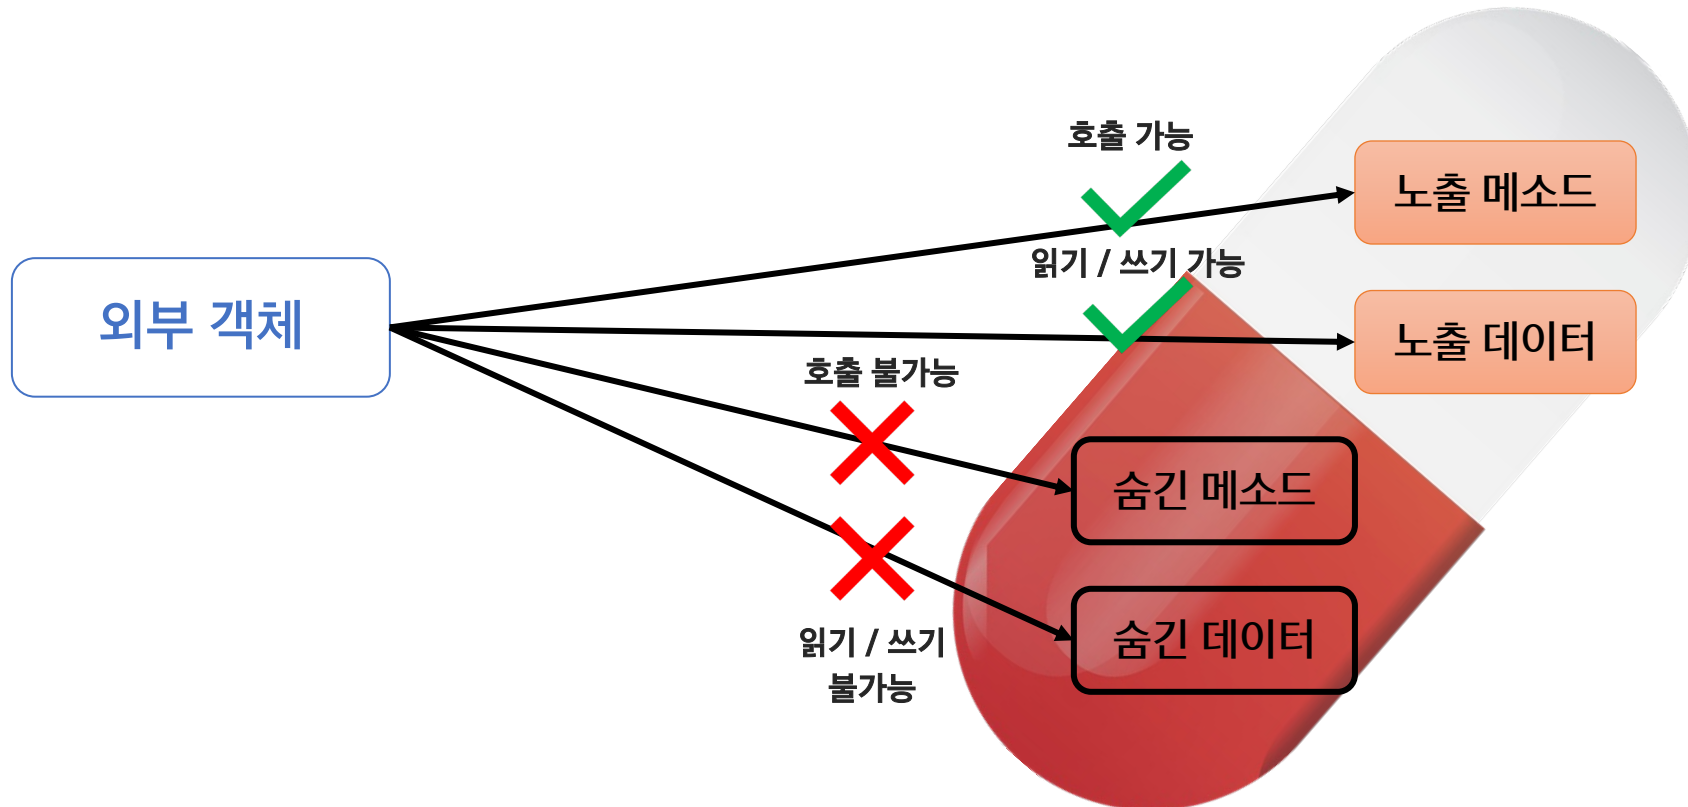 호출 가능
노출 메소드
읽기 / 쓰기 가능
외부 객체
노출 데이터
호출 불가능
숨긴 메소드
숨긴 데이터
읽기 / 쓰기
불가능